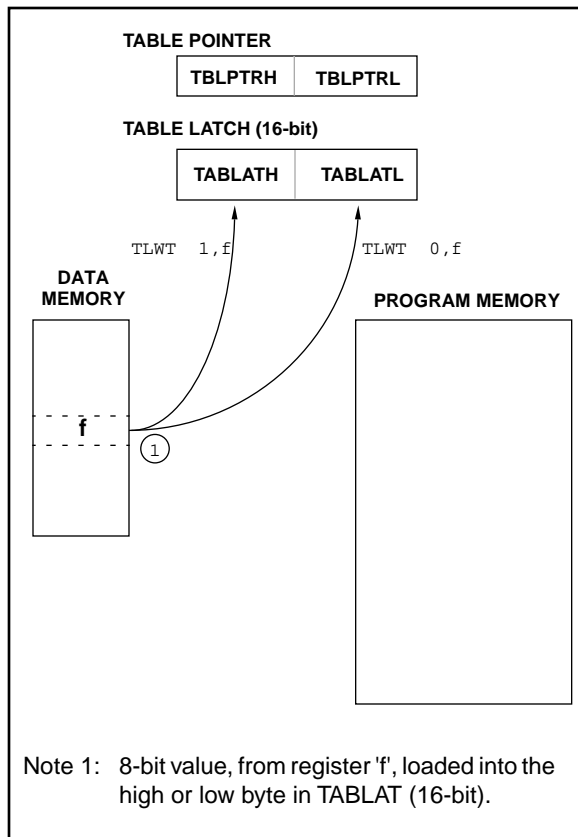 TABLE POINTER
TBLPTRH TBLPTRL
TABLE LATCH (16-bit)
TABLATH TABLATL
TLWT 1,f TLWT 0,f
DATA
MEMORY
PROGRAM MEMORY
f
1
Note 1: 8-bit value, from register 'f', loaded into the
high or low byte in TABLAT (16-bit).